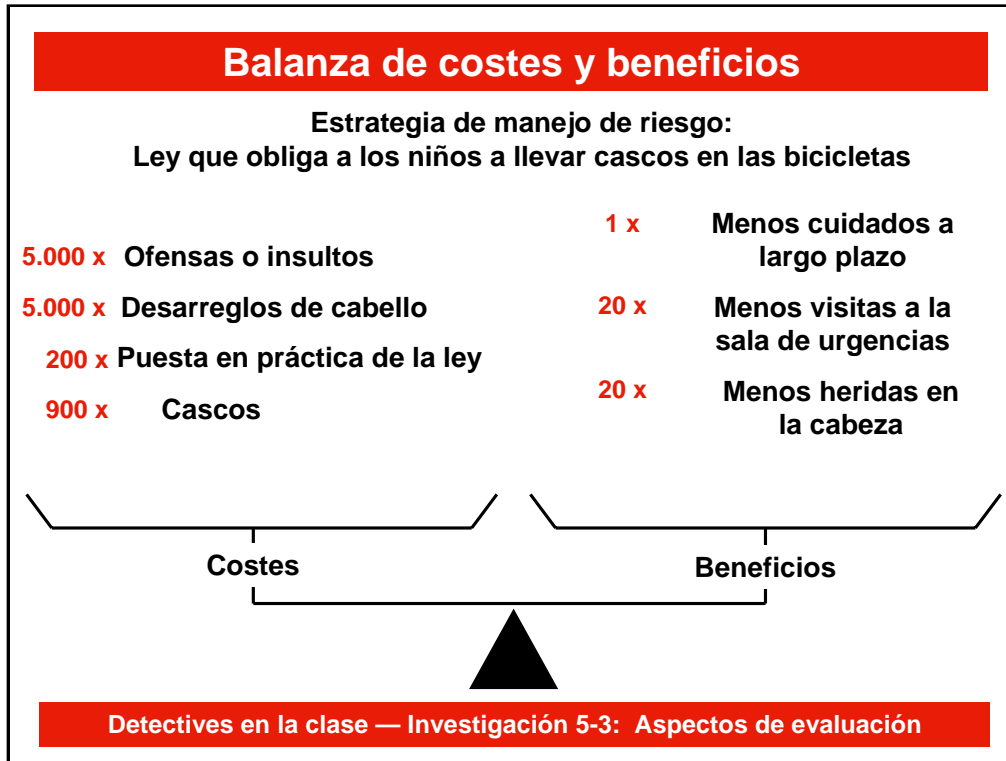 Balanza de costes y beneficios
Estrategia de manejo de riesgo:
Ley que obliga a los niños a llevar cascos en las bicicletas
5.000 x Ofensas o insultos
5.000 x Desarreglos de cabello
200 x Puesta en práctica de la ley
900 x Cascos
1 x Menos cuidados a
largo plazo
20 x Menos visitas a la
sala de urgencias
20 x Menos heridas en
la cabeza
Costes
Beneficios
Detectives en la clase — Investigación 5-3: Aspectos de evaluación